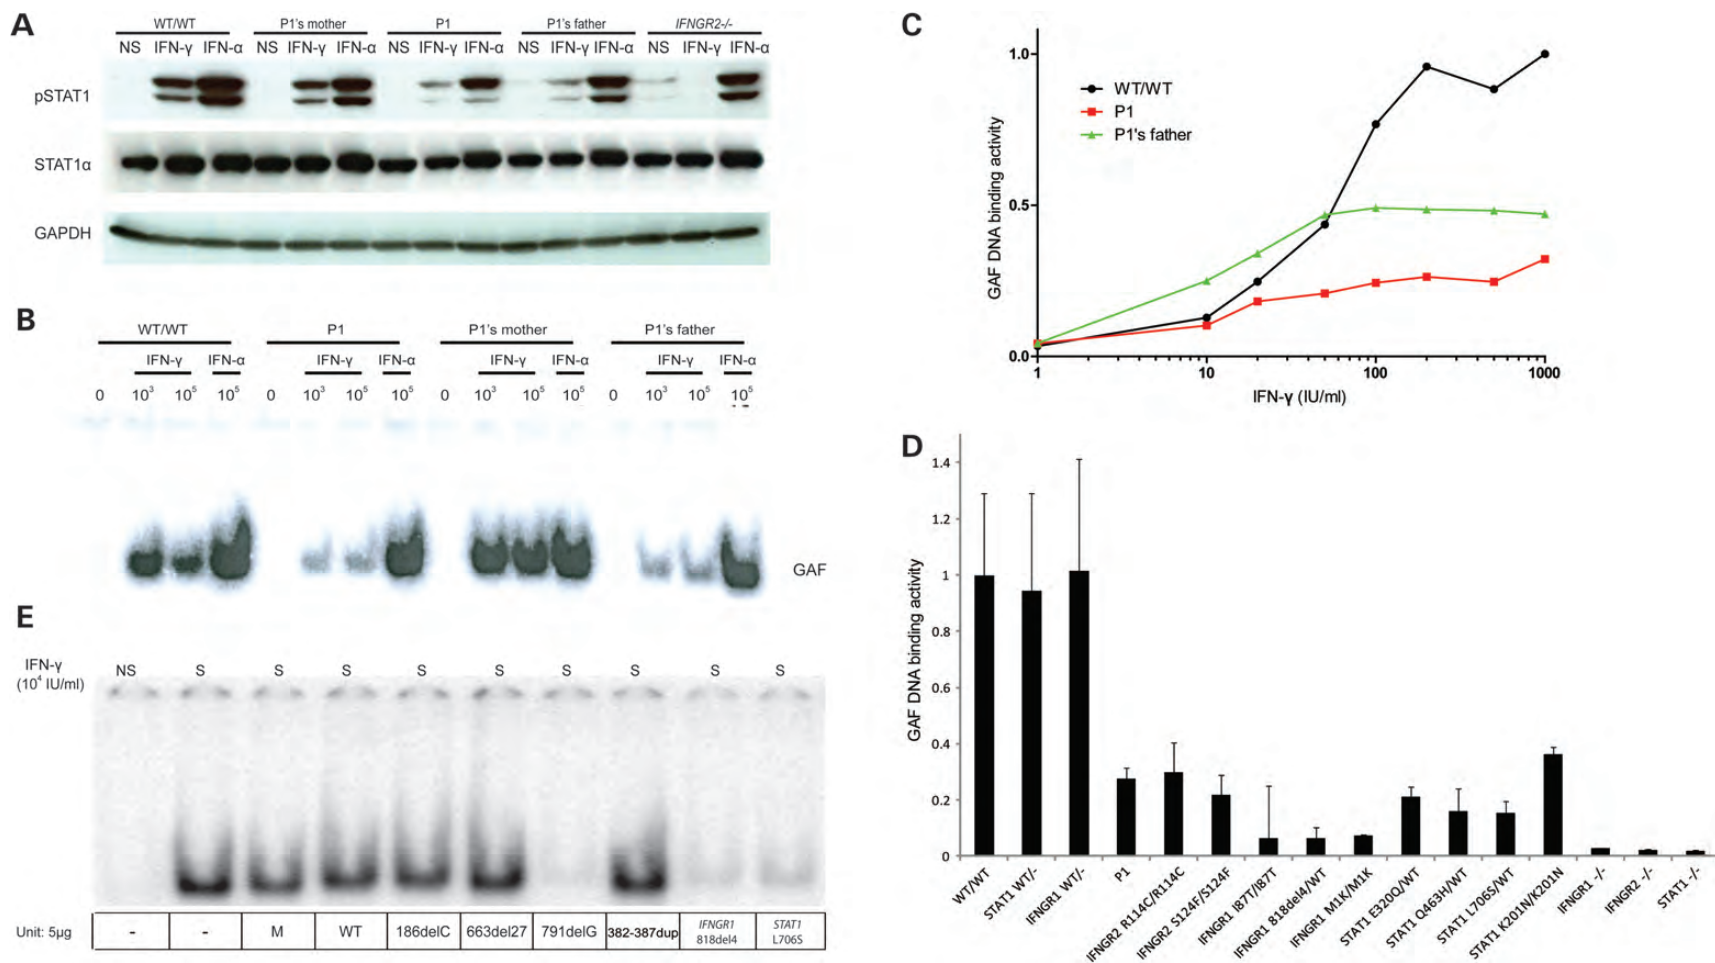 A
WT/WT P1's mother P1 P1's father IFNGR2-/-
NS IFN-γ IFN-α NS IFN-γ IFN-α NS IFN-γ IFN-α NS IFN-γ IFN-α NS IFN-γ IFN-α
pSTAT1
STAT1α
GAPDH
B
WT/WT P1 P1's mother P1's father
IFN-γ IFN-α IFN-γ IFN-α IFN-γ IFN-α IFN-γ IFN-α
0 10³ 10⁵ 10⁵ 0 10³ 10⁵ 10⁵ 0 10³ 10⁵ 10⁵ 0 10³ 10⁵ 10⁵
GAF
C
GAF DNA binding activity
1.0
0.5
0.0
WT/WT
P1
P1's father
1 10 100 1000
IFN-γ (IU/ml)
D
GAF DNA binding activity
1.4
1.2
1
0.8
0.6
0.4
0.2
0
WT/WT
STAT1 WT/-
IFNGR1 WT/-
P1
IFNGR2 R114C/R114C
IFNGR2 S124F/S124F
IFNGR1 I87T/I87T
IFNGR1 818del4/WT
IFNGR1 M1K/M1K
STAT1 E320Q/WT
STAT1 Q463H/WT
STAT1 L706S/WT
STAT1 K201N/K201N
IFNGR1 -/-
IFNGR2 -/-
STAT1 -/-
E
IFN-γ
(10⁴ IU/ml)
NS S S S S S S S S S
Unit: 5μg
- - M WT 186delC 663del27 791delG 382-387dup IFNGR1 818del4 STAT1 L706S